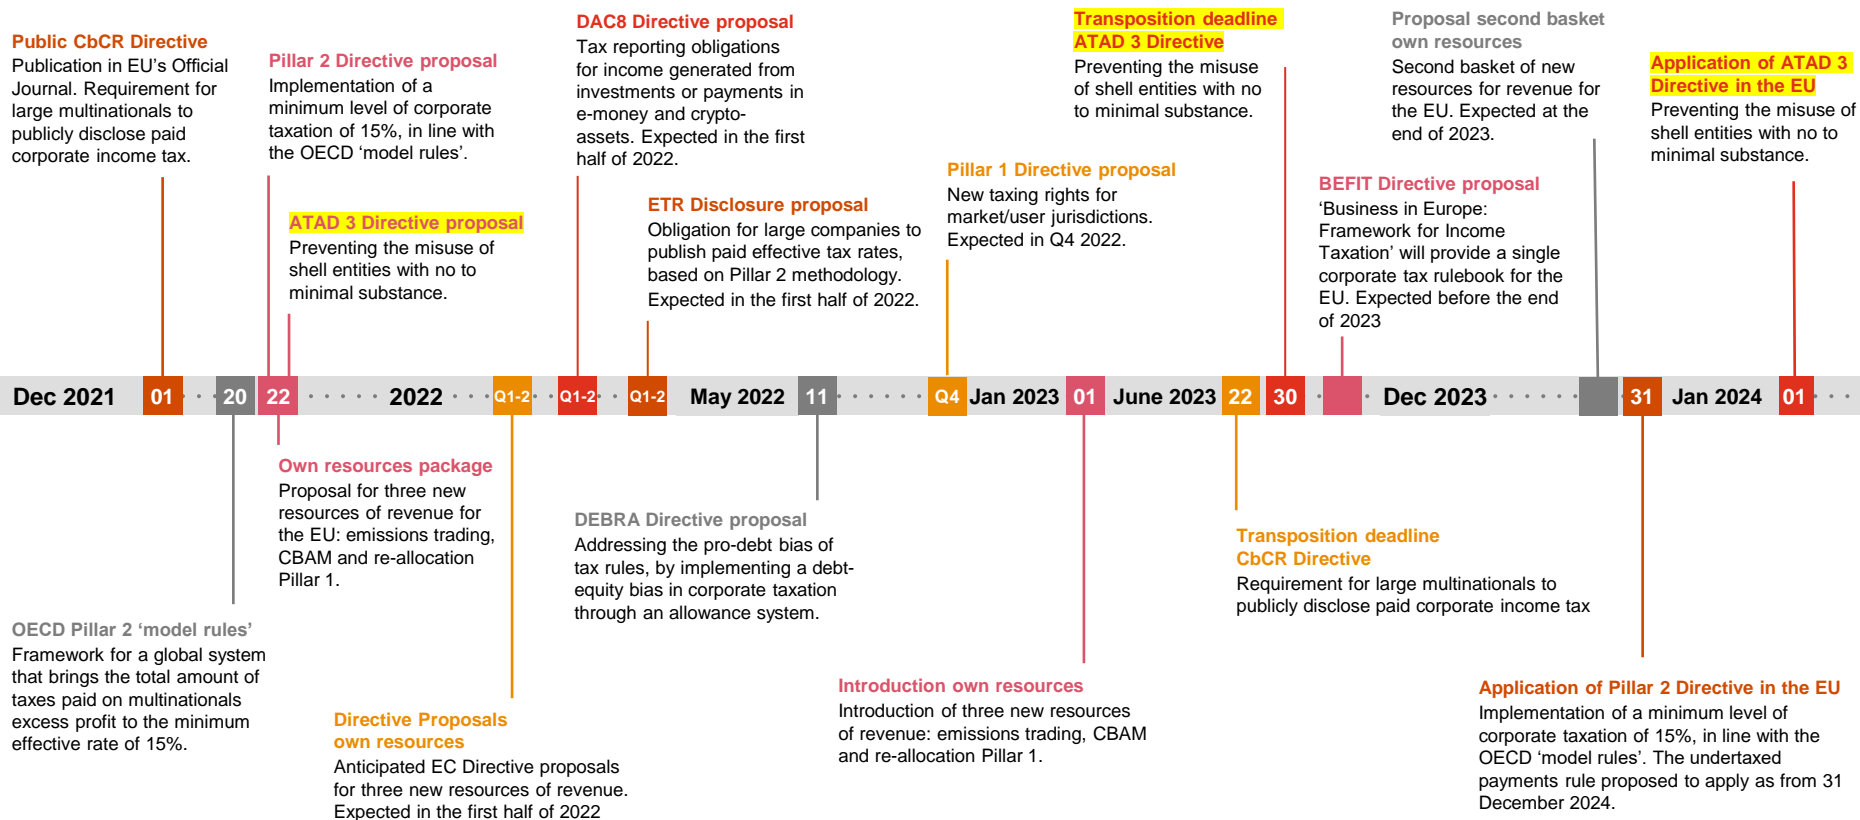 Public CbCR Directive
Publication in EU's Official
Journal. Requirement for
large multinationals to
publicly disclose paid
corporate income tax.
Pillar 2 Directive proposal
Implementation of a
minimum level of corporate
taxation of 15%, in line with
the OECD 'model rules'.
ATAD 3 Directive proposal
Preventing the misuse of
shell entities with no to
minimal substance.
DAC8 Directive proposal
Tax reporting obligations
for income generated from
investments or payments in
e-money and crypto-
assets. Expected in the first
half of 2022.
ETR Disclosure proposal
Obligation for large companies to
publish paid effective tax rates,
based on Pillar 2 methodology.
Expected in the first half of 2022.
Pillar 1 Directive proposal
New taxing rights for
market/user jurisdictions.
Expected in Q4 2022.
Transposition deadline
ATAD 3 Directive
Preventing the misuse
of shell entities with no
to minimal substance.
BEFIT Directive proposal
'Business in Europe:
Framework for Income
Taxation' will provide a single
corporate tax rulebook for the
EU. Expected before the end
of 2023
Proposal second basket
own resources
Second basket of new
resources for revenue for
the EU. Expected at the
end of 2023.
Application of ATAD 3
Directive in the EU
Preventing the misuse of
shell entities with no to
minimal substance.
Dec 2021 01 20 22 2022 Q1-2 Q1-2 Q1-2 May 2022 11 Q4 Jan 2023 01 June 2023 22 30 Dec 2023 31 Jan 2024 01
OECD Pillar 2 'model rules'
Framework for a global system
that brings the total amount of
taxes paid on multinationals
excess profit to the minimum
effective rate of 15%.
Own resources package
Proposal for three new
resources of revenue for
the EU: emissions trading,
CBAM and re-allocation
Pillar 1.
Directive Proposals
own resources
Anticipated EC Directive proposals
for three new resources of revenue.
Expected in the first half of 2022
DEBRA Directive proposal
Addressing the pro-debt bias of
tax rules, by implementing a debt-
equity bias in corporate taxation
through an allowance system.
Introduction own resources
Introduction of three new resources
of revenue: emissions trading, CBAM
and re-allocation Pillar 1.
Transposition deadline
CbCR Directive
Requirement for large multinationals to
publicly disclose paid corporate income tax
Application of Pillar 2 Directive in the EU
Implementation of a minimum level of
corporate taxation of 15%, in line with the
OECD 'model rules'. The undertaxed
payments rule proposed to apply as from 31
December 2024.